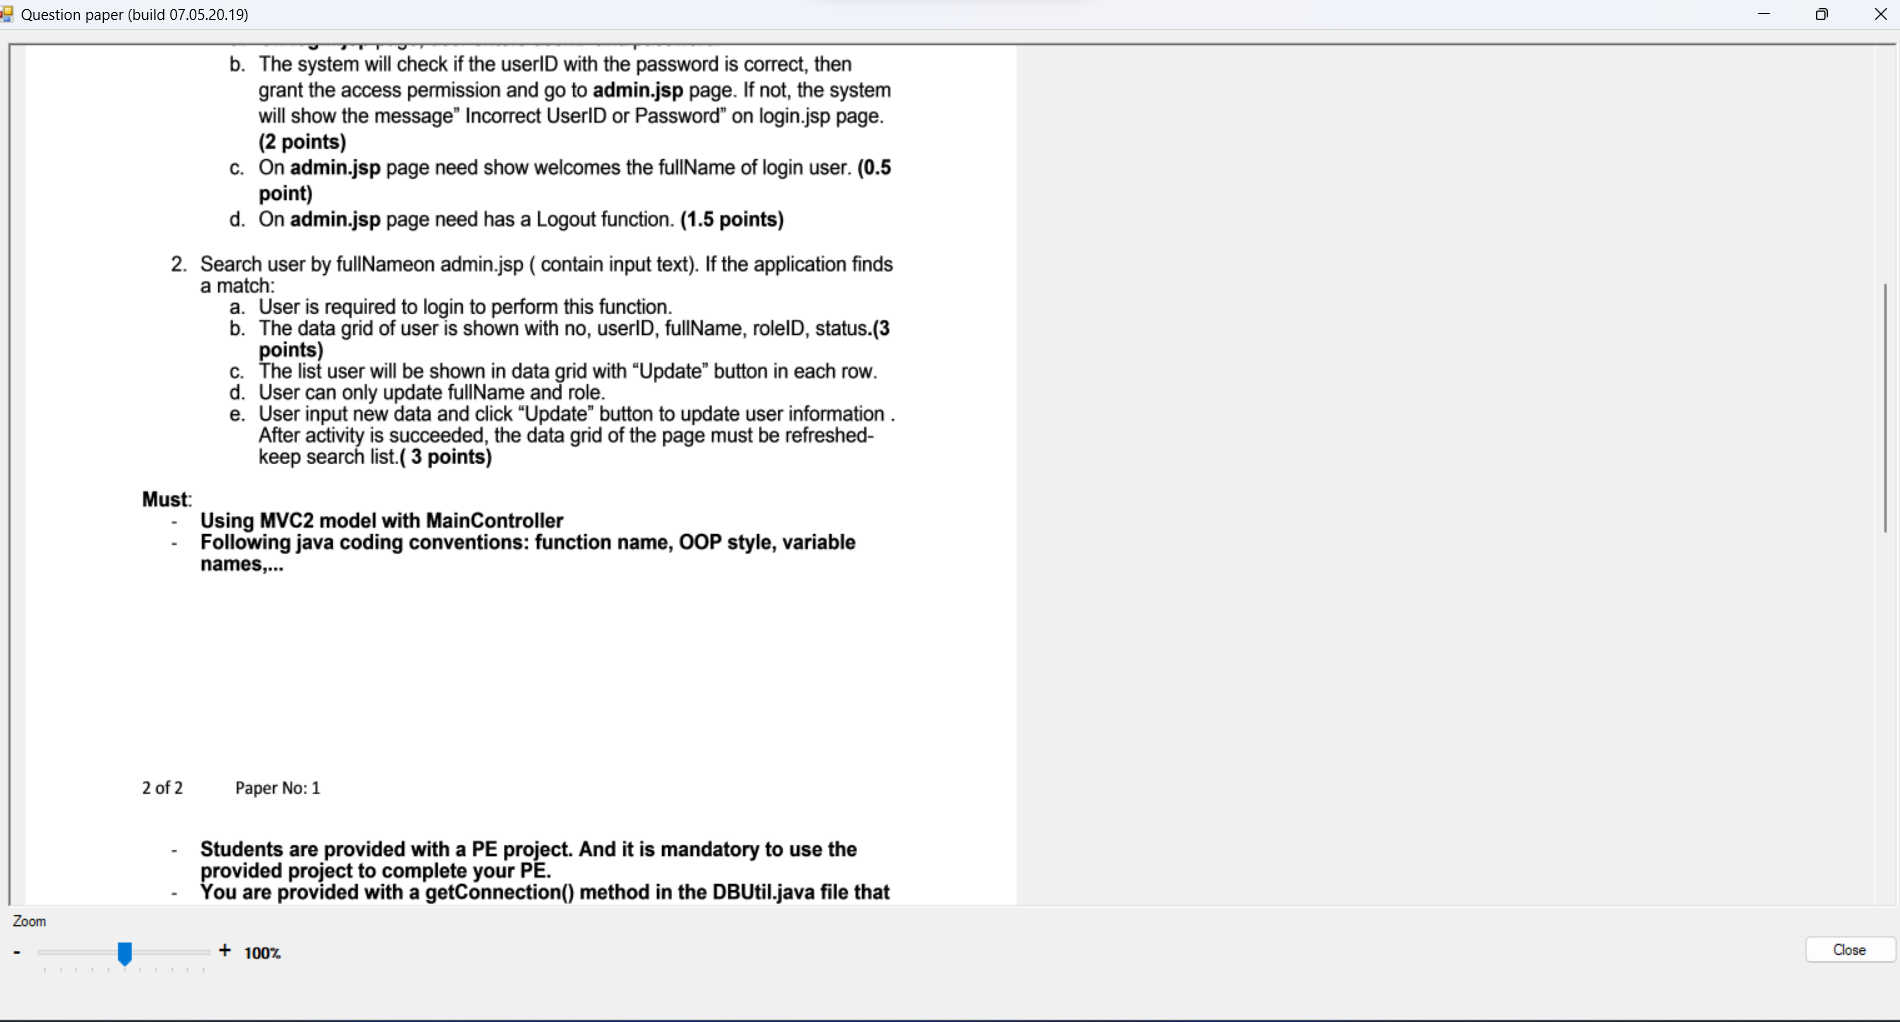 Question paper (build 07.05.20.19)
b. The system will check if the userID with the password is correct, then
grant the access permission and go to admin.jsp page. If not, the system
will show the message” Incorrect UserID or Password” on login.jsp page.
(2 points)
c. On admin.jsp page need show welcomes the fullName of login user. (0.5
point)
d. On admin.jsp page need has a Logout function. (1.5 points)
2. Search user by fullNameon admin.jsp ( contain input text). If the application finds
a match:
a. User is required to login to perform this function.
b. The data grid of user is shown with no, userID, fullName, roleID, status.(3
points)
c. The list user will be shown in data grid with “Update” button in each row.
d. User can only update fullName and role.
e. User input new data and click “Update” button to update user information .
After activity is succeeded, the data grid of the page must be refreshed-
keep search list.( 3 points)
Must:
- Using MVC2 model with MainController
- Following java coding conventions: function name, OOP style, variable
names,...
2 of 2 Paper No: 1
- Students are provided with a PE project. And it is mandatory to use the
provided project to complete your PE.
- You are provided with a getConnection() method in the DBUtil.java file that
Zoom
- + 100%
Close